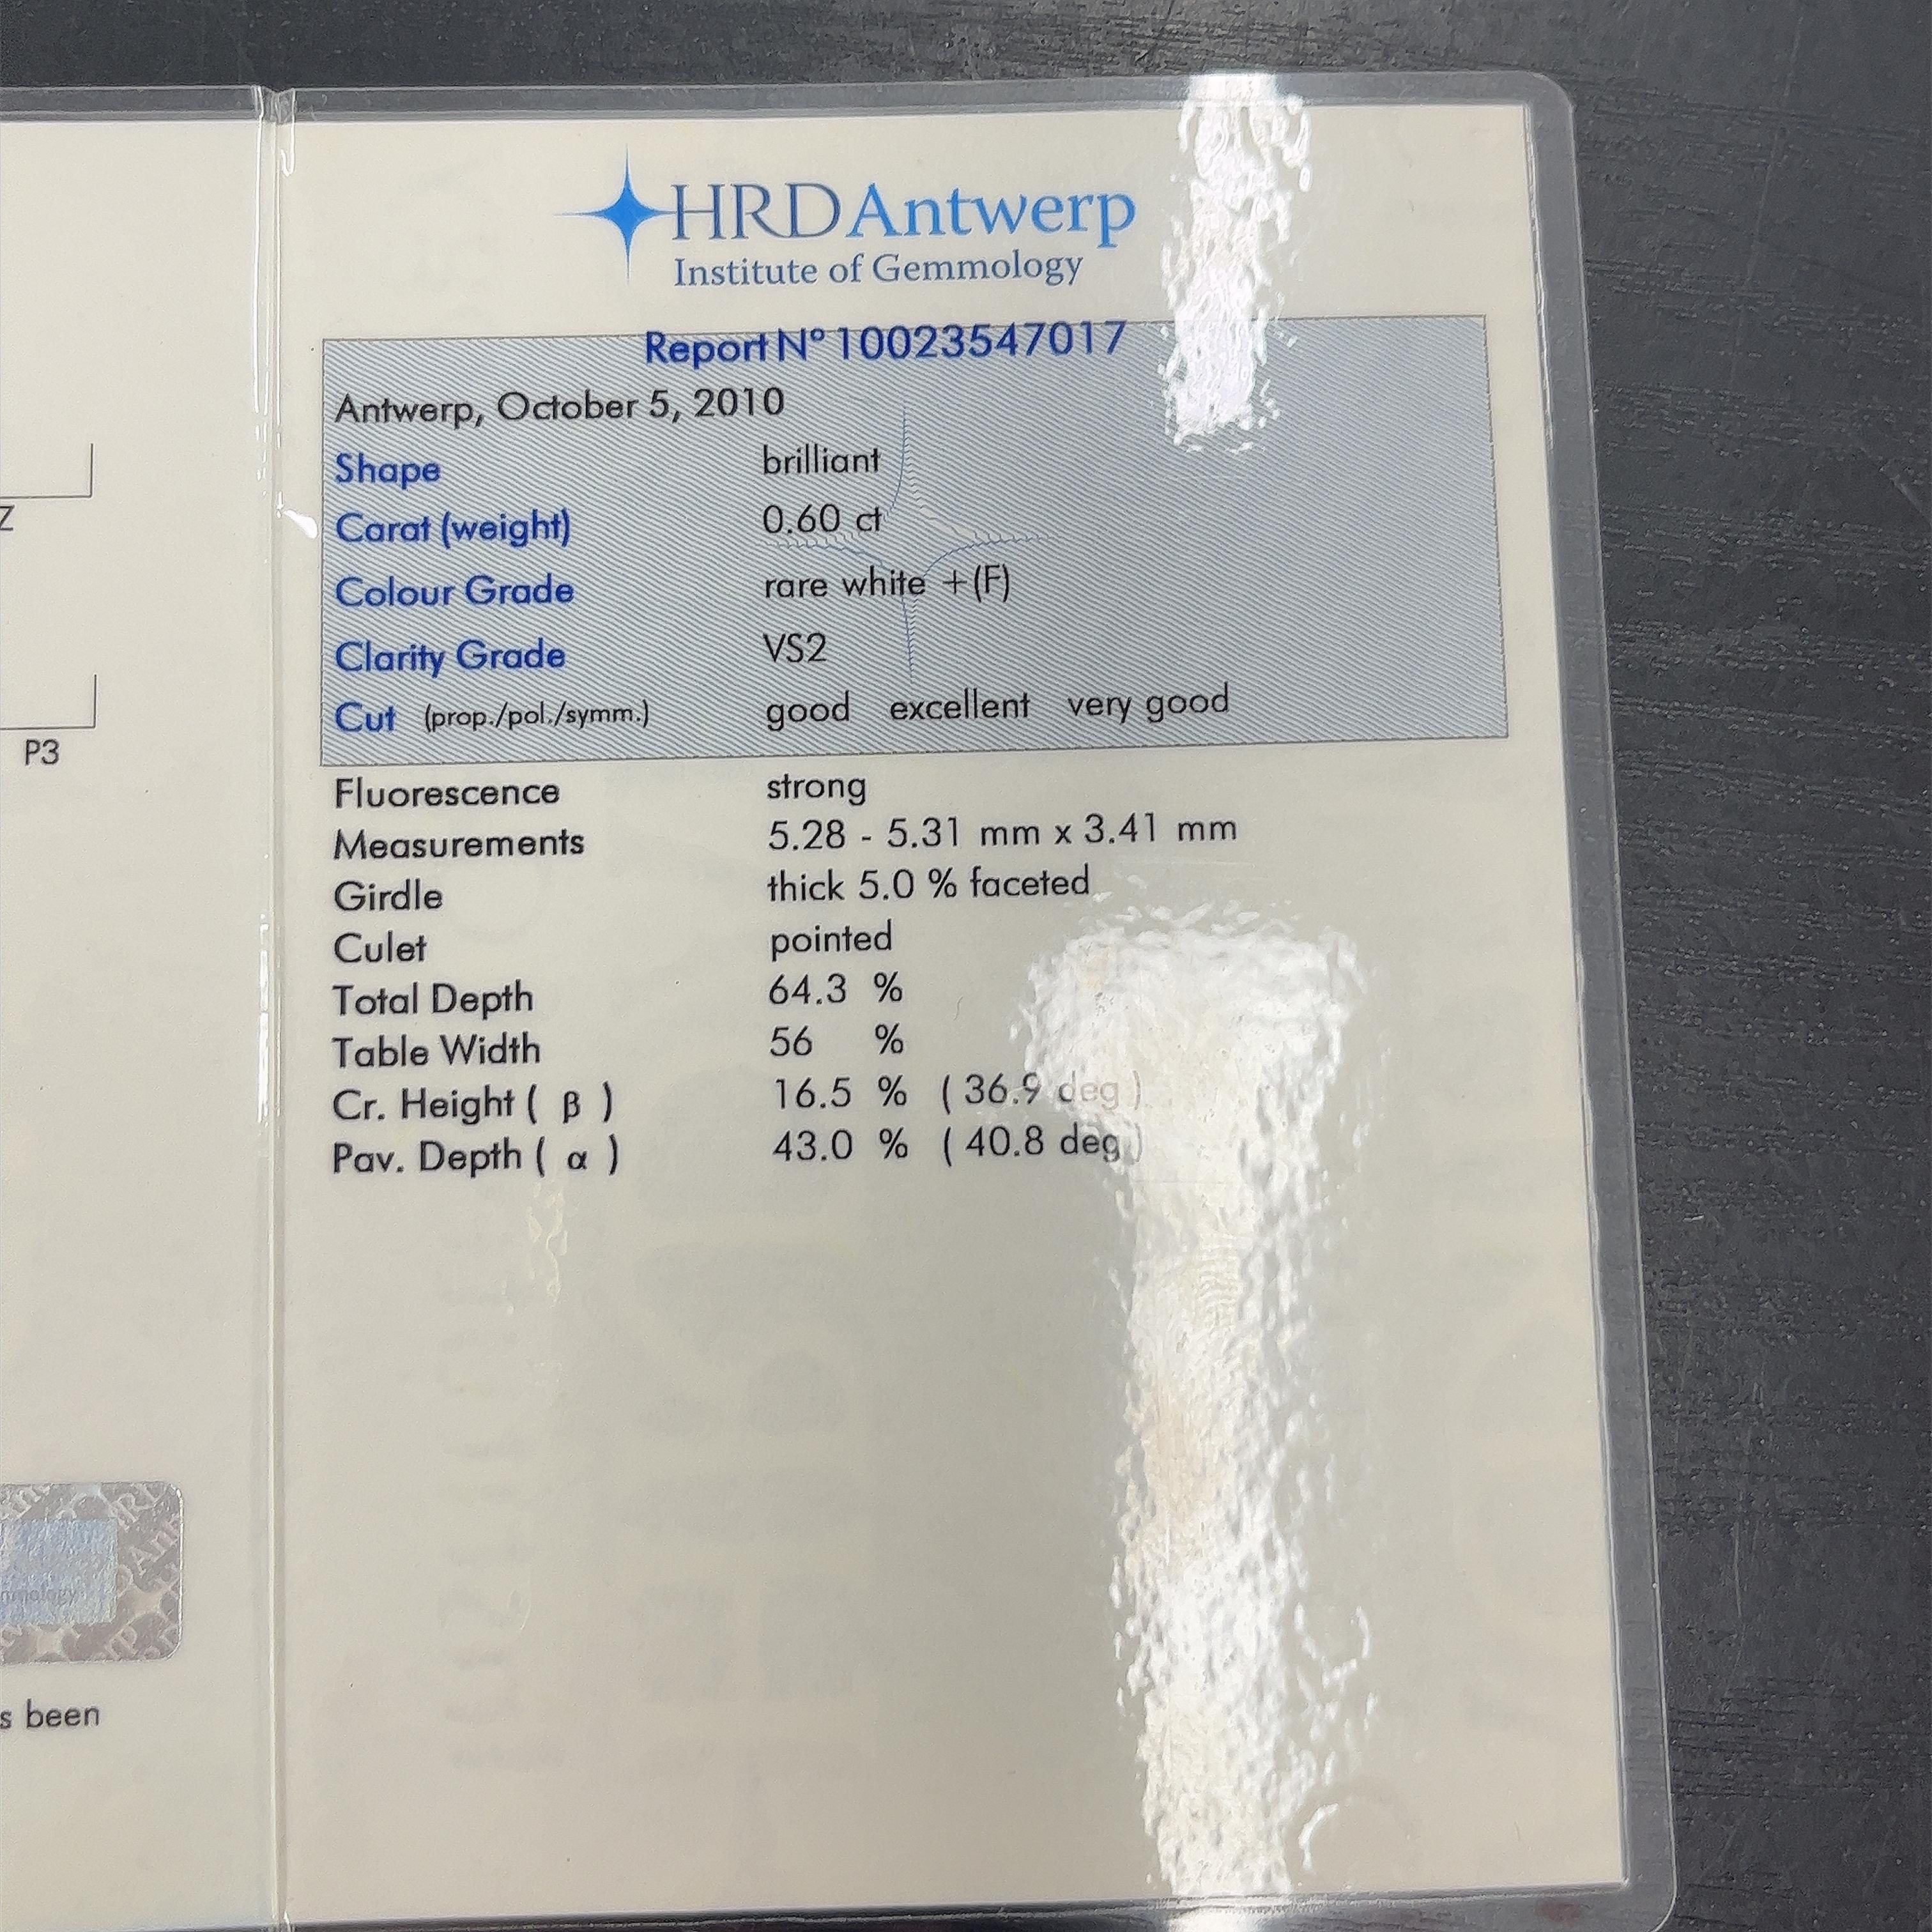 HRD Antwerp
Institute of Gemmology
Report N° 10023547017
Antwerp, October 5, 2010
Shape brilliant
Carat (weight) 0.60 ct
Colour Grade rare white + (F)
Clarity Grade VS2
Cut (prop./pol./symm.) good excellent very good
Fluorescence strong
Measurements 5.28 - 5.31 mm x 3.41 mm
Girdle thick 5.0 % faceted
Culet pointed
Total Depth 64.3 %
Table Width 56 %
Cr. Height ( β ) 16.5 % ( 36.9 deg )
Pav. Depth ( α ) 43.0 % ( 40.8 deg )
Z
P3
s been